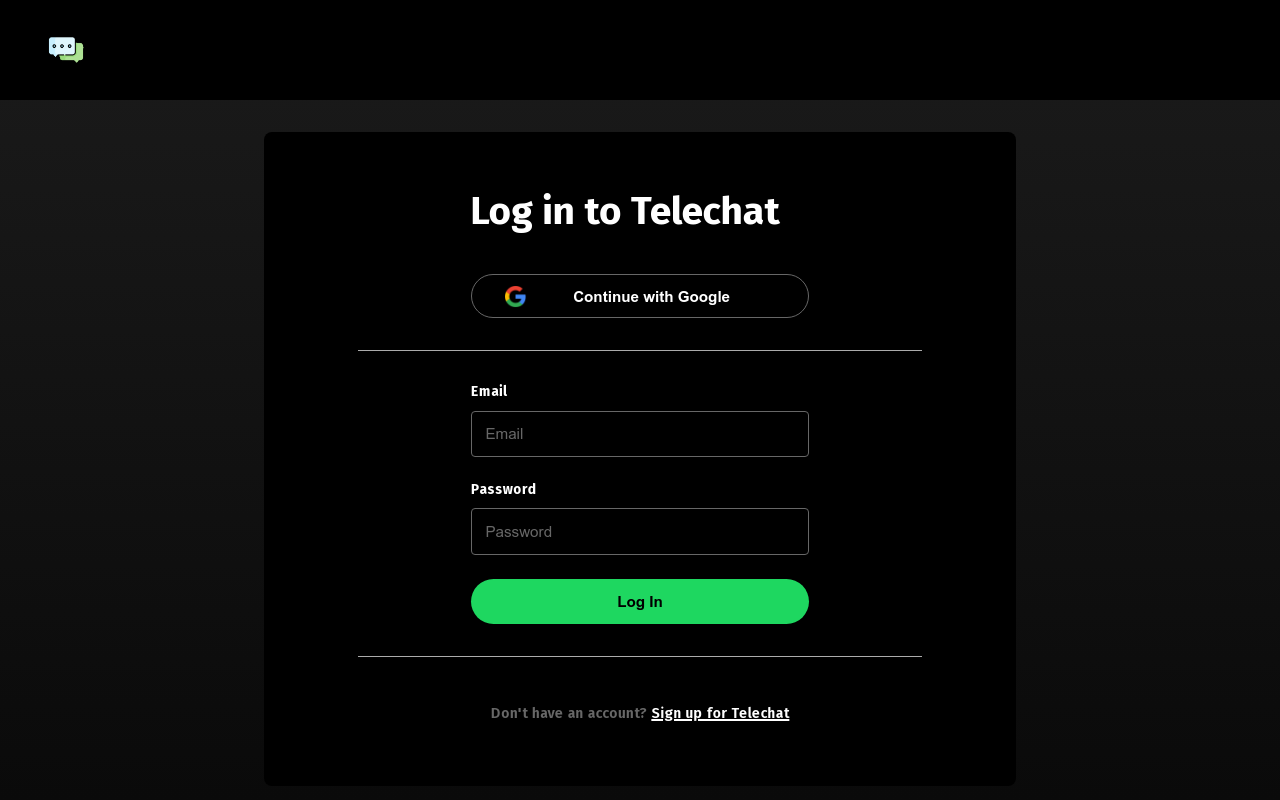 Log in to Telechat
Continue with Google
Email
Email
Password
Password
Log In
Don't have an account? Sign up for Telechat